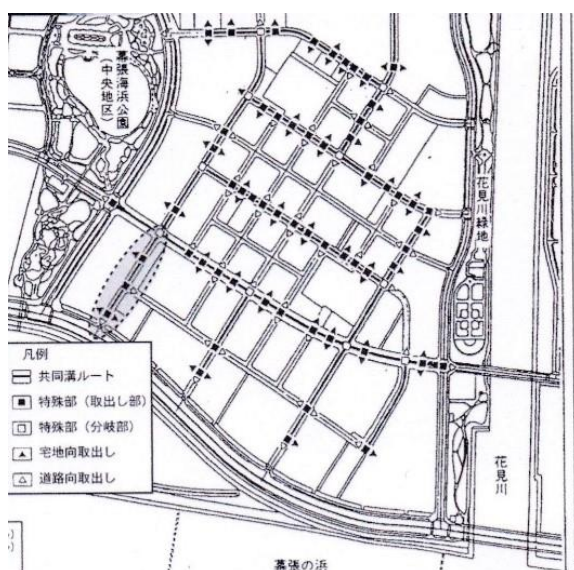 幕張海浜公園
(中央地区)
花見川緑地
凡例
共同溝ルート
特殊部（取出し部）
特殊部（分岐部）
宅地向取出し
道路向取出し
花見川
幕張の浜